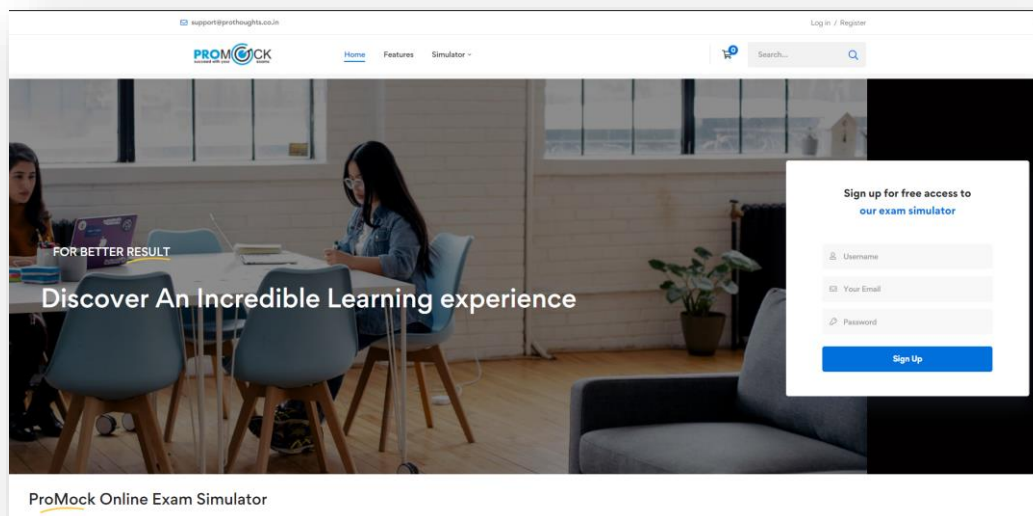 support@prothoughts.co.in
Log in / Register
PROMOCK
Home
Features
Simulator
0
Search...
FOR BETTER RESULT
Discover An Incredible Learning experience
Sign up for free access to
our exam simulator
Username
Your Email
Password
Sign Up
ProMock Online Exam Simulator